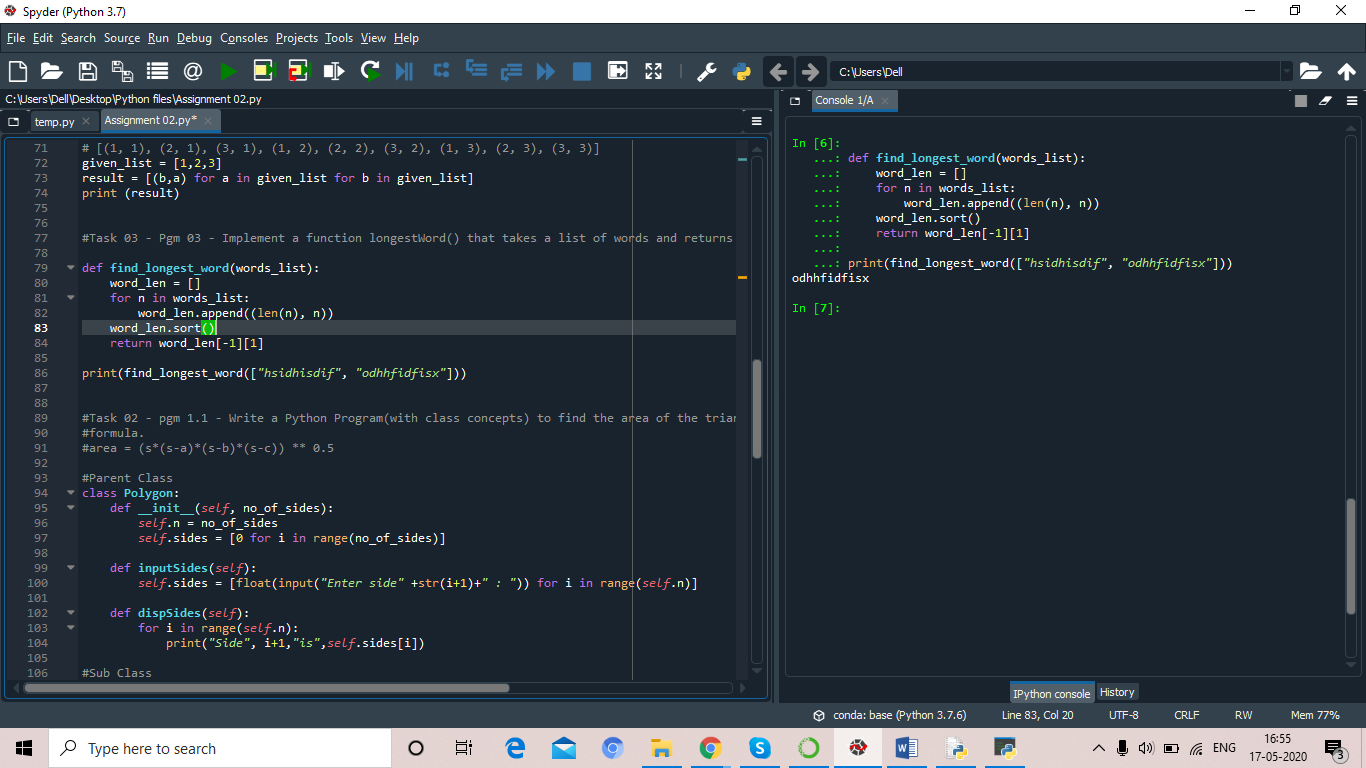 Spyder (Python 3.7)
File Edit Search Source Run Debug Consoles Projects Tools View Help
C:\Users\Dell
C:\Users\Dell\Desktop\Python files\Assignment 02.py
temp.py
Assignment 02.py*
71 # [(1, 1), (2, 1), (3, 1), (1, 2), (2, 2), (3, 2), (1, 3), (2, 3), (3, 3)]
72 given_list = [1,2,3]
73 result = [(b,a) for a in given_list for b in given_list]
74 print (result)
75
76
77 #Task 03 - Pgm 03 - Implement a function longestWord() that takes a list of words and returns
78
79 def find_longest_word(words_list):
80     word_len = []
81     for n in words_list:
82         word_len.append((len(n), n))
83     word_len.sort()
84     return word_len[-1][1]
85
86 print(find_longest_word(["hsidhisdif", "odhhfidfisx"]))
87
88
89 #Task 02 - pgm 1.1 - Write a Python Program(with class concepts) to find the area of the trian
90 #formula.
91 #area = (s*(s-a)*(s-b)*(s-c)) ** 0.5
92
93 #Parent Class
94 class Polygon:
95     def __init__(self, no_of_sides):
96         self.n = no_of_sides
97         self.sides = [0 for i in range(no_of_sides)]
98
99     def inputSides(self):
100         self.sides = [float(input("Enter side" +str(i+1)+" : ")) for i in range(self.n)]
101
102     def dispSides(self):
103         for i in range(self.n):
104             print("Side", i+1,"is",self.sides[i])
105
106 #Sub Class
Console 1/A
In [6]:
...: def find_longest_word(words_list):
...:     word_len = []
...:     for n in words_list:
...:         word_len.append((len(n), n))
...:     word_len.sort()
...:     return word_len[-1][1]
...:
...: print(find_longest_word(["hsidhisdif", "odhhfidfisx"]))
odhhfidfisx
In [7]:
IPython console History
conda: base (Python 3.7.6) Line 83, Col 20 UTF-8 CRLF RW Mem 77%
Type here to search
ENG
16:55
17-05-2020
3